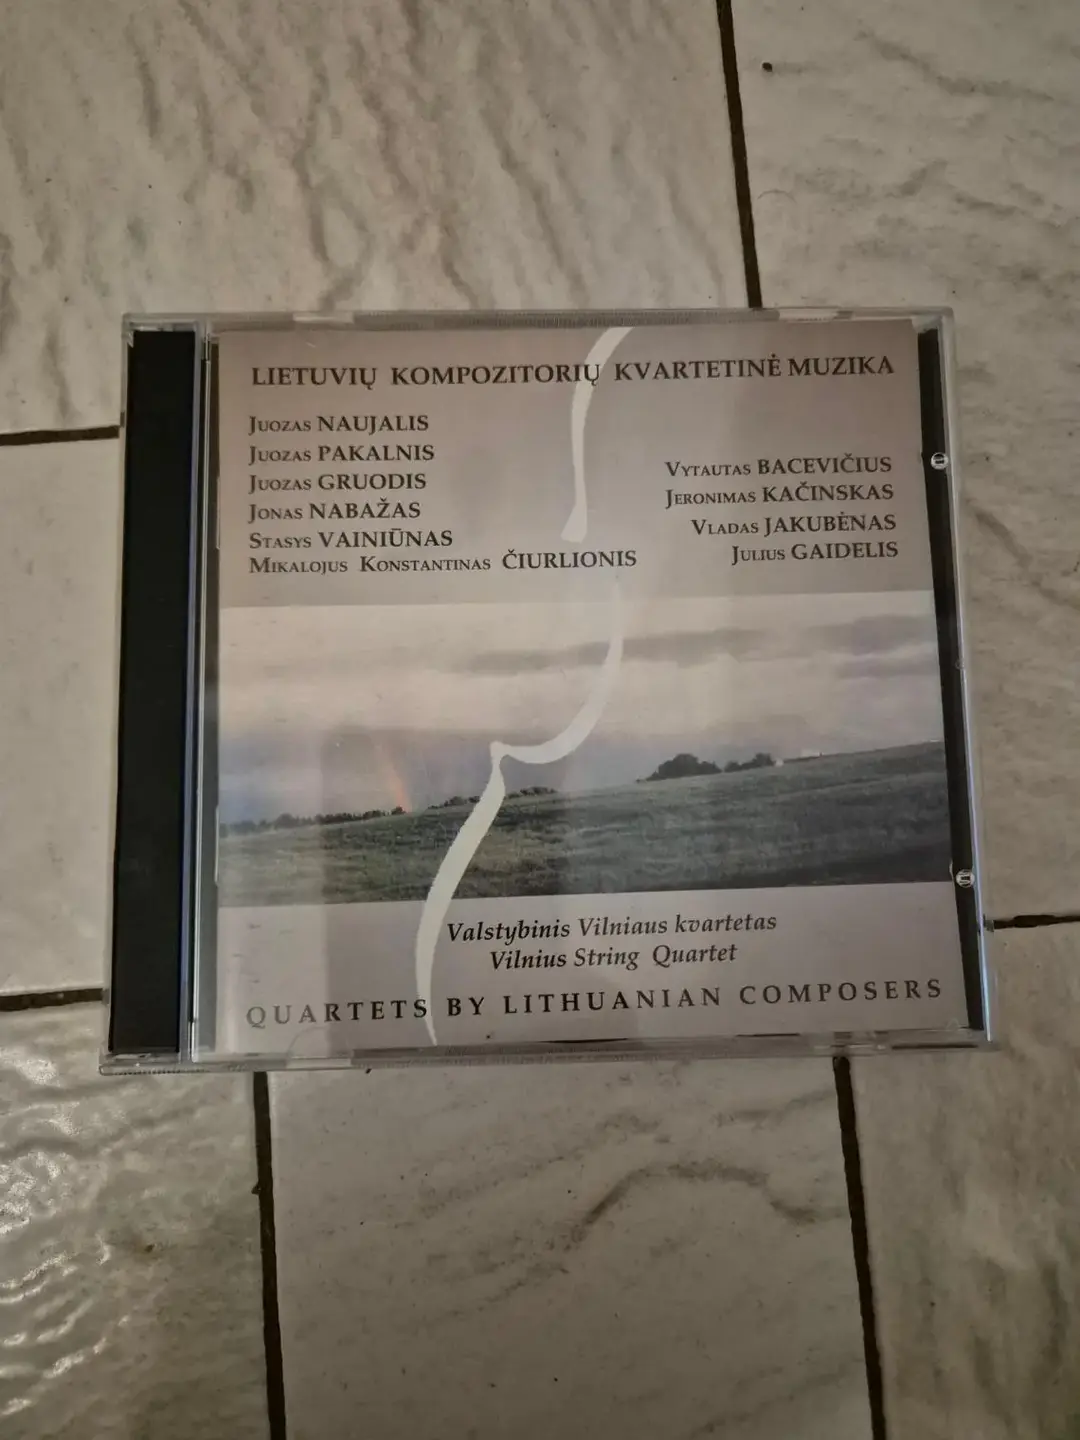 LIETUVIŲ KOMPOZITORIŲ KVARTETINĖ MUZIKA
JUOZAS NAUJALIS
JUOZAS PAKALNIS
JUOZAS GRUODIS
JONAS NABAŽAS
STASYS VAINIŪNAS
MIKALOJUS KONSTANTINAS ČIURLIONIS
VYTAUTAS BACEVIČIUS
JERONIMAS KAČINSKAS
VLADAS JAKUBĖNAS
JULIUS GAIDELIS
Valstybinis Vilniaus kvartetas
Vilnius String Quartet
QUARTETS BY LITHUANIAN COMPOSERS